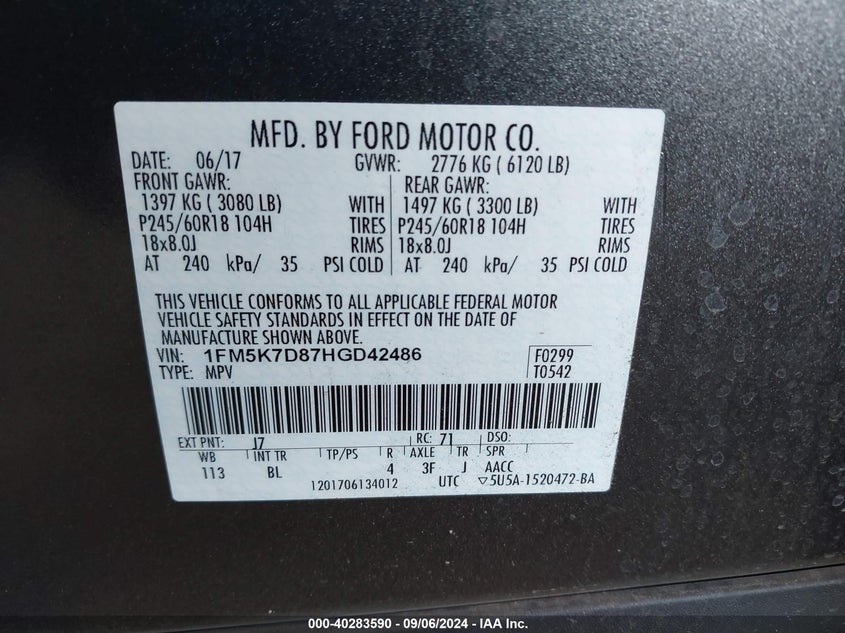 MFD. BY FORD MOTOR CO.
DATE: 06/17 GVWR: 2776 KG ( 6120 LB)
FRONT GAWR: REAR GAWR:
1397 KG ( 3080 LB) WITH 1497 KG ( 3300 LB) WITH
P245/60R18 104H TIRES P245/60R18 104H TIRES
18x8.0J RIMS 18x8.0J RIMS
AT 240 kPa/ 35 PSI COLD AT 240 kPa/ 35 PSI COLD
THIS VEHICLE CONFORMS TO ALL APPLICABLE FEDERAL MOTOR
VEHICLE SAFETY STANDARDS IN EFFECT ON THE DATE OF
MANUFACTURE SHOWN ABOVE.
VIN: 1FM5K7D87HGD42486 F0299
TYPE: MPV T0542
EXT PNT: J7 RC: 71 DSO:
WB INT TR TP/PS R AXLE TR SPR
113 BL 4 3F J AACC
1201706134012 UTC ▽5U5A-1520472-BA
000-40283590 - 09/06/2024 - IAA Inc.